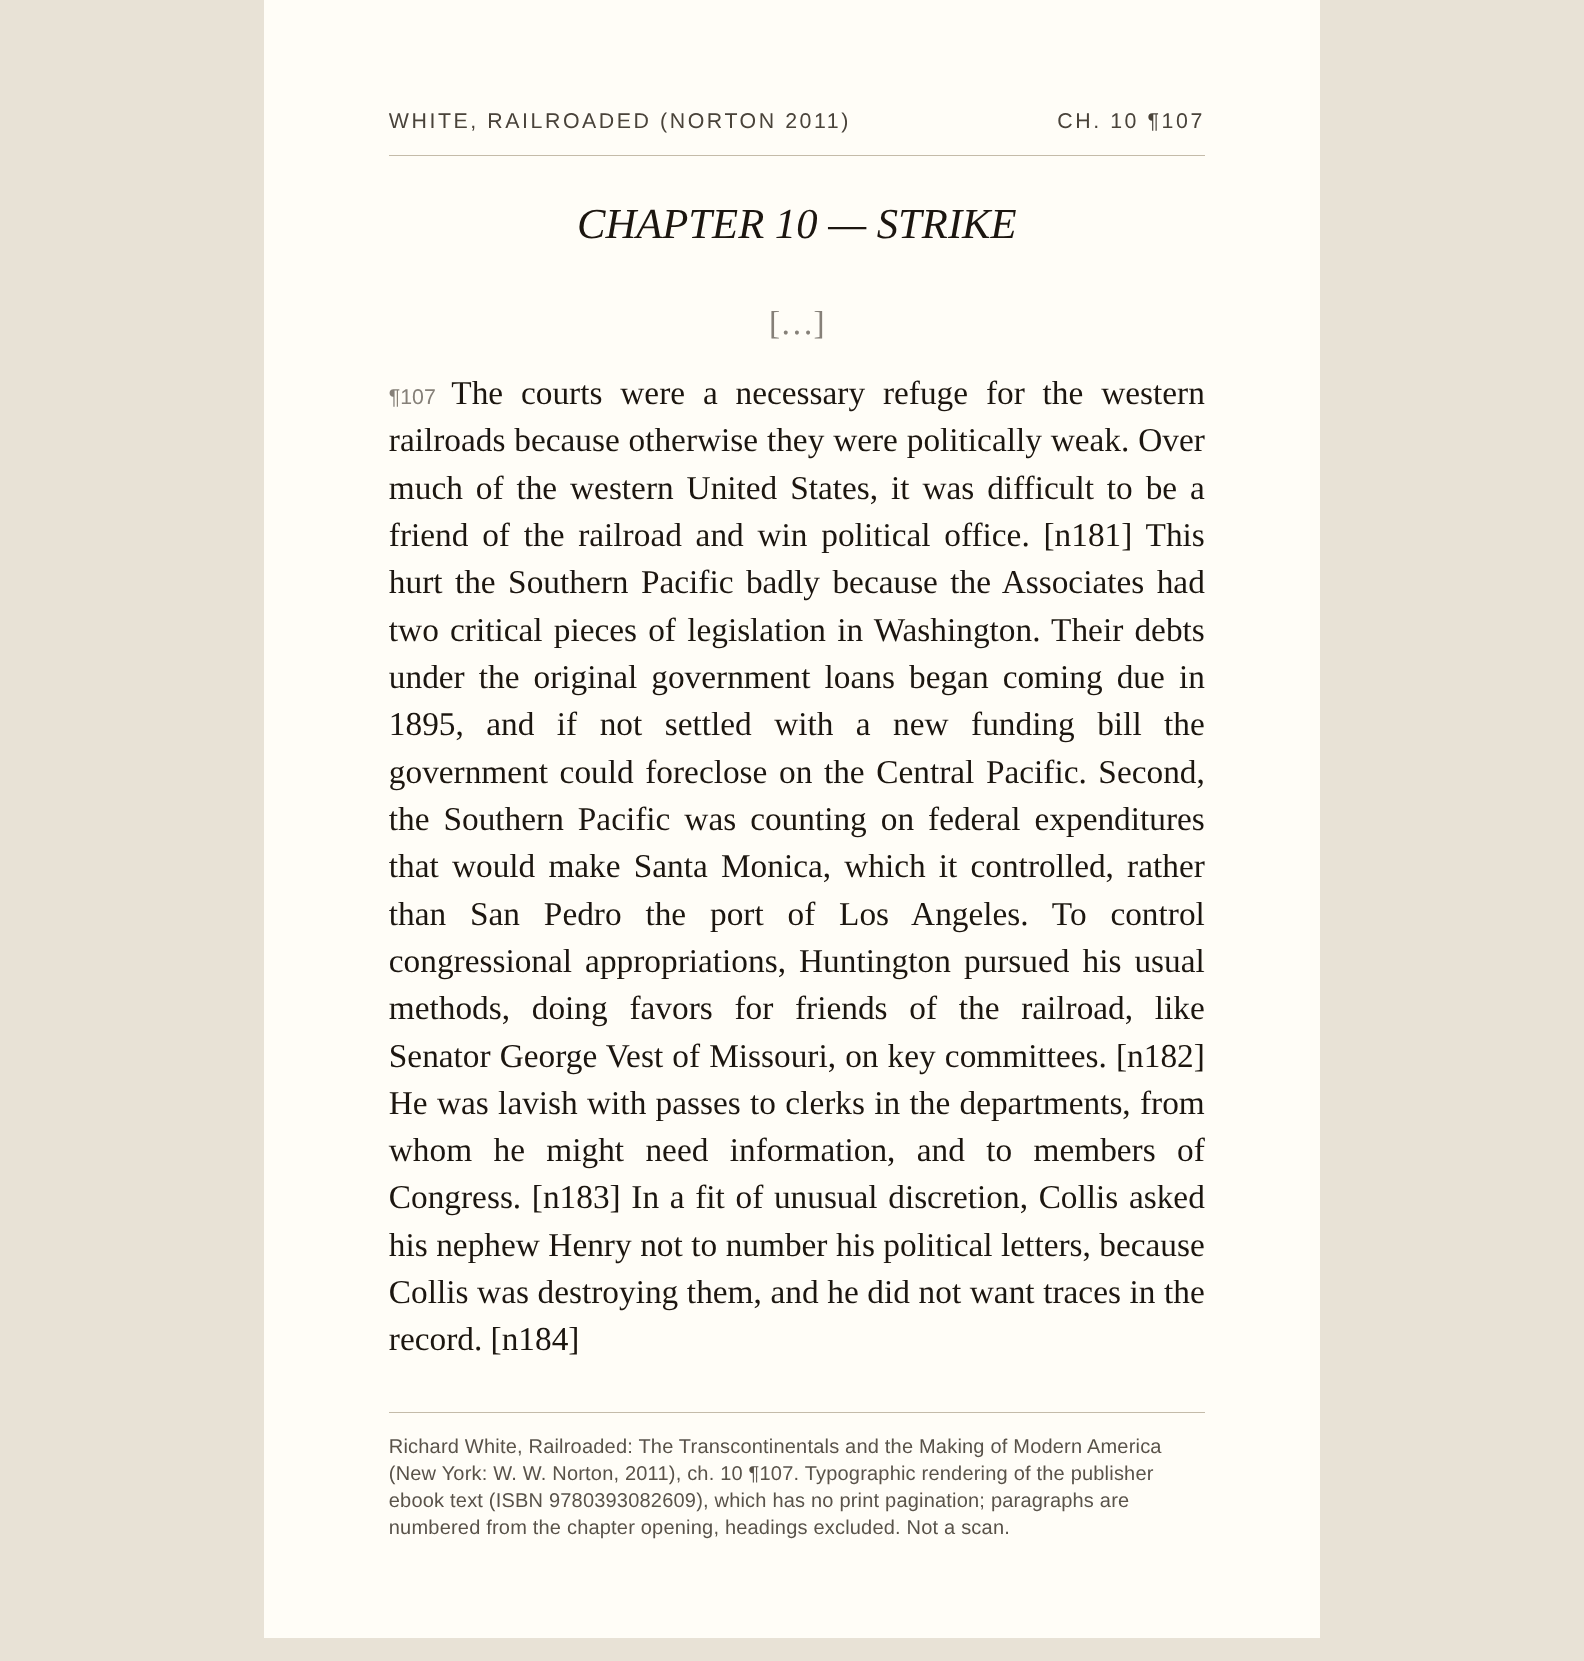 WHITE, RAILROADED (NORTON 2011) CH. 10 ¶107
CHAPTER 10 — STRIKE
[…]
¶107 The courts were a necessary refuge for the western
railroads because otherwise they were politically weak. Over
much of the western United States, it was difficult to be a
friend of the railroad and win political office. [n181] This
hurt the Southern Pacific badly because the Associates had
two critical pieces of legislation in Washington. Their debts
under the original government loans began coming due in
1895, and if not settled with a new funding bill the
government could foreclose on the Central Pacific. Second,
the Southern Pacific was counting on federal expenditures
that would make Santa Monica, which it controlled, rather
than San Pedro the port of Los Angeles. To control
congressional appropriations, Huntington pursued his usual
methods, doing favors for friends of the railroad, like
Senator George Vest of Missouri, on key committees. [n182]
He was lavish with passes to clerks in the departments, from
whom he might need information, and to members of
Congress. [n183] In a fit of unusual discretion, Collis asked
his nephew Henry not to number his political letters, because
Collis was destroying them, and he did not want traces in the
record. [n184]
Richard White, Railroaded: The Transcontinentals and the Making of Modern America
(New York: W. W. Norton, 2011), ch. 10 ¶107. Typographic rendering of the publisher
ebook text (ISBN 9780393082609), which has no print pagination; paragraphs are
numbered from the chapter opening, headings excluded. Not a scan.